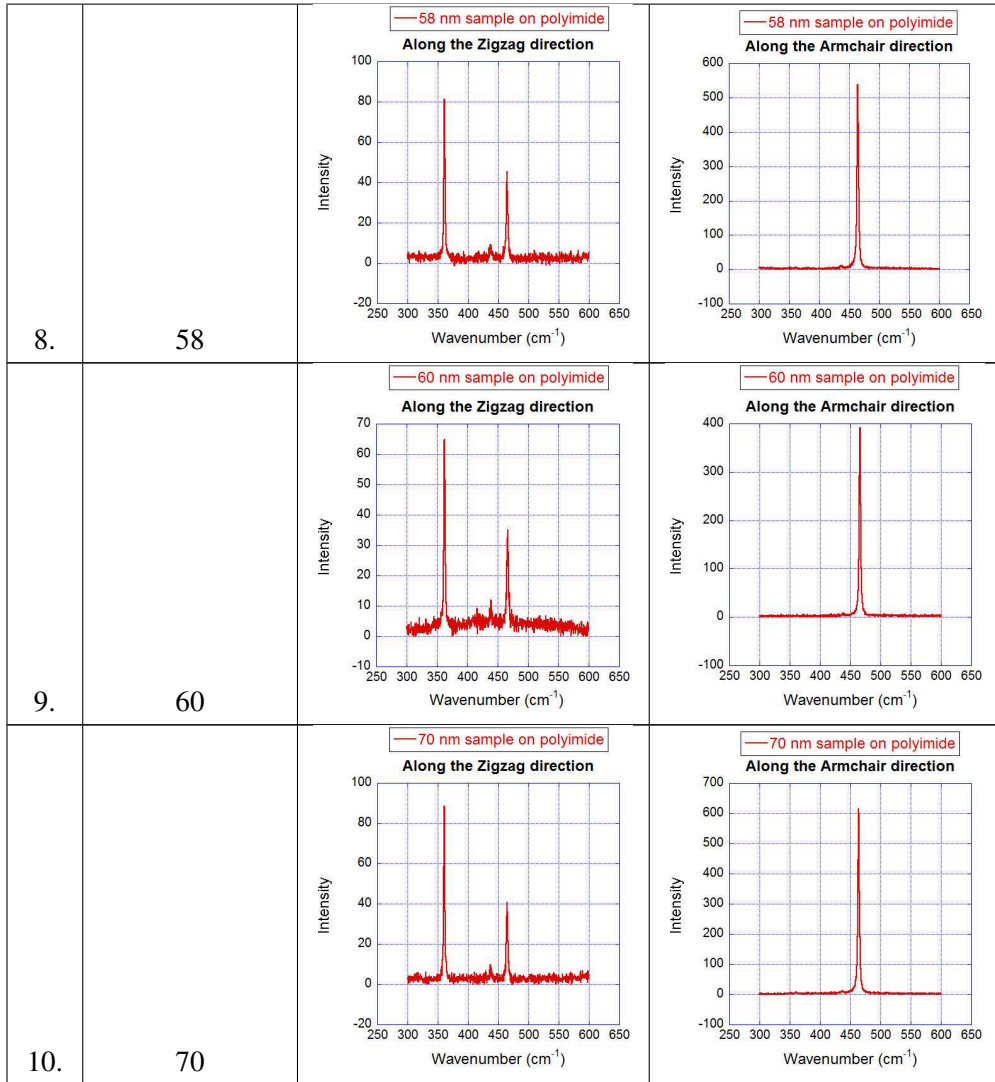 58 nm sample on polyimide
Along the Zigzag direction
100
80
60
40
20
0
-20
Intensity
250 300 350 400 450 500 550 600 650
Wavenumber (cm⁻¹)
58 nm sample on polyimide
Along the Armchair direction
600
500
400
300
200
100
0
-100
Intensity
250 300 350 400 450 500 550 600 650
Wavenumber (cm⁻¹)
8. 58
60 nm sample on polyimide
Along the Zigzag direction
70
60
50
40
30
20
10
0
-10
Intensity
250 300 350 400 450 500 550 600 650
Wavenumber (cm⁻¹)
60 nm sample on polyimide
Along the Armchair direction
400
300
200
100
0
-100
Intensity
250 300 350 400 450 500 550 600 650
Wavenumber (cm⁻¹)
9. 60
70 nm sample on polyimide
Along the Zigzag direction
100
80
60
40
20
0
-20
Intensity
250 300 350 400 450 500 550 600 650
Wavenumber (cm⁻¹)
70 nm sample on polyimide
Along the Armchair direction
700
600
500
400
300
200
100
0
-100
Intensity
250 300 350 400 450 500 550 600 650
Wavenumber (cm⁻¹)
10. 70